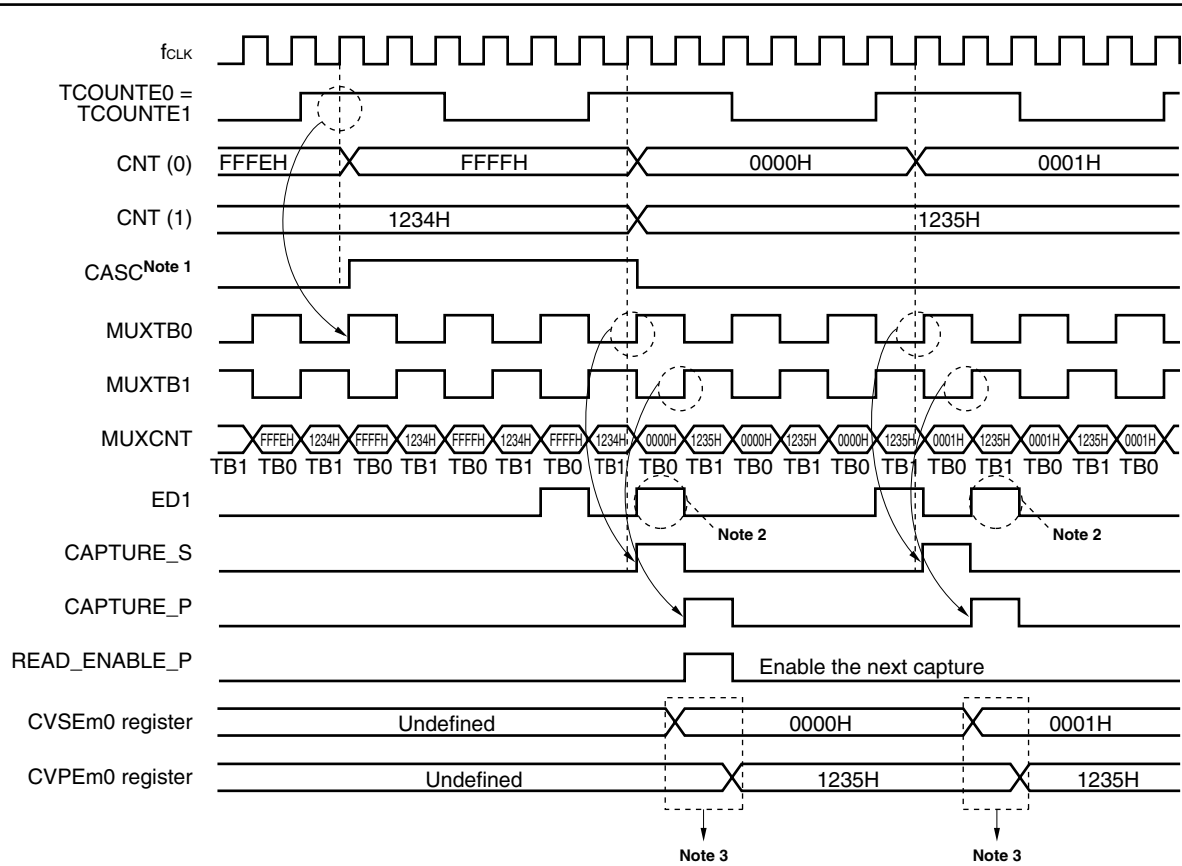 fCLK
TCOUNTE0 =
TCOUNTE1
CNT (0) FFFEH FFFFH 0000H 0001H
CNT (1) 1234H 1235H
CASC Note 1
MUXTB0
MUXTB1
MUXCNT FFFEH 1234H FFFFH 1234H FFFFH 1234H FFFFH 1234H 0000H 1235H 0000H 1235H 0000H 1235H 0001H 1235H 0001H 1235H 0001H
TB1 TB0 TB1 TB0 TB1 TB0 TB1 TB0 TB1 TB0 TB1 TB0 TB1 TB0 TB1 TB0 TB1 TB0 TB1 TB0
ED1
Note 2 Note 2
CAPTURE_S
CAPTURE_P
READ_ENABLE_P Enable the next capture
CVSEm0 register Undefined 0000H 0001H
CVPEm0 register Undefined 1235H 1235H
Note 3 Note 3